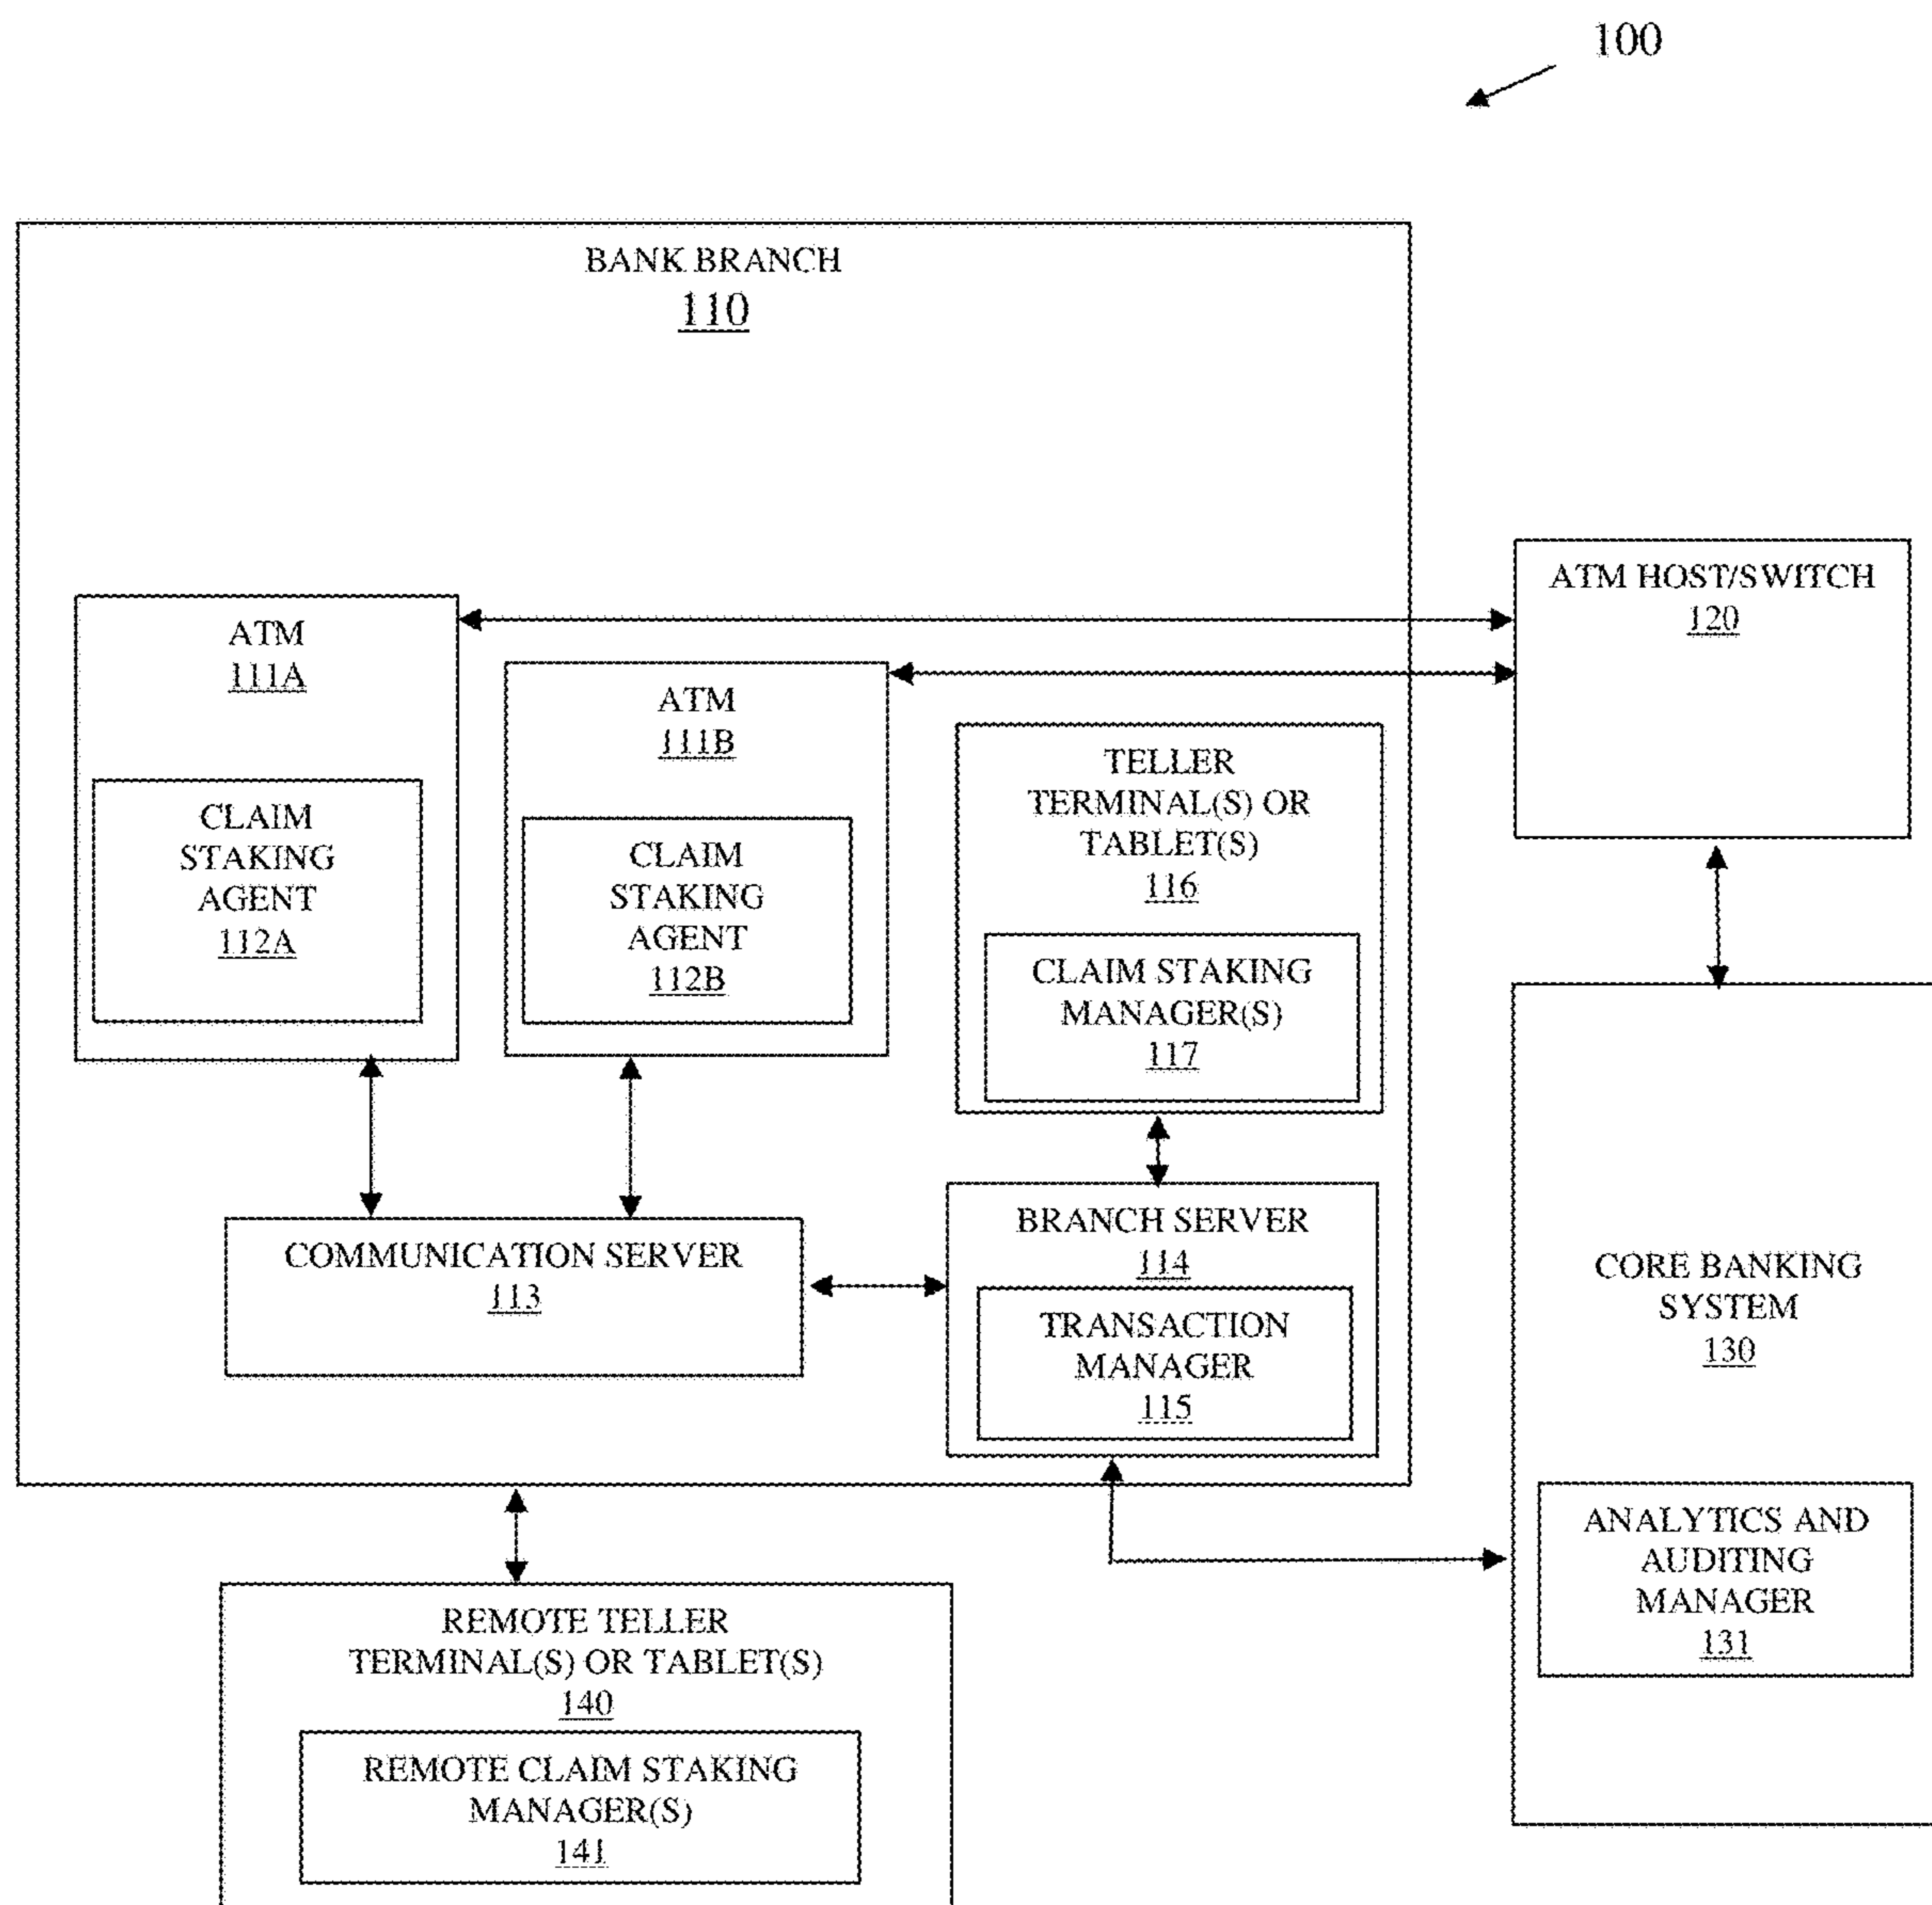 100
BANK BRANCH
110
ATM HOST/SWITCH
120
ATM
111A
CLAIM
STAKING
AGENT
112A
ATM
111B
CLAIM
STAKING
AGENT
112B
TELLER
TERMINAL(S) OR
TABLET(S)
116
CLAIM STAKING
MANAGER(S)
117
COMMUNICATION SERVER
113
BRANCH SERVER
114
TRANSACTION
MANAGER
115
CORE BANKING
SYSTEM
130
ANALYTICS AND
AUDITING
MANAGER
131
REMOTE TELLER
TERMINAL(S) OR TABLET(S)
140
REMOTE CLAIM STAKING
MANAGER(S)
141